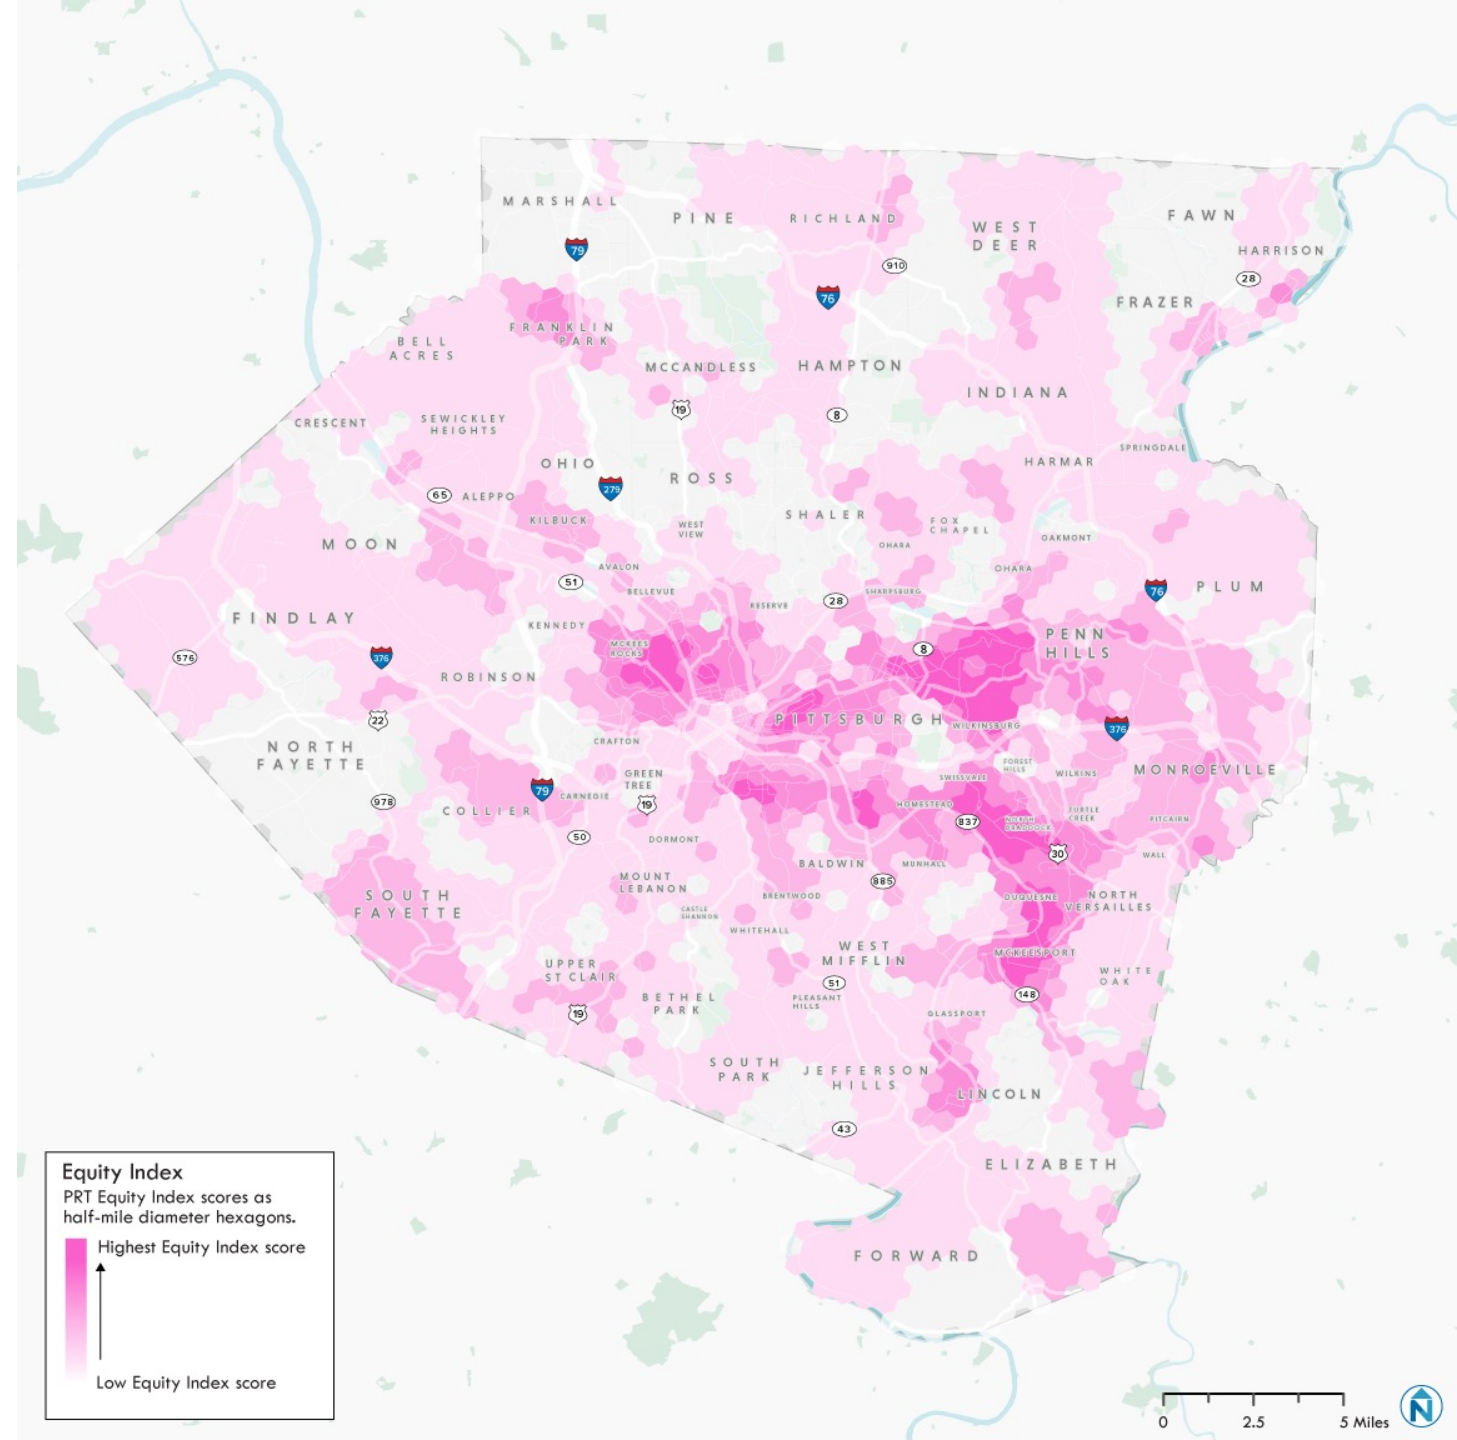 MARSHALL
PINE
RICHLAND
WEST
DEER
FAWN
HARRISON
79
910
28
76
FRAZER
FRANKLIN
PARK
BELL
ACRES
MCCANDLESS
HAMPTON
INDIANA
19
8
CRESCENT
SEWICKLEY
HEIGHTS
SPRINGDALE
OHIO
HARMAR
ROSS
279
65
ALEPPO
SHALER
KILBUCK
WEST
VIEW
FOX
CHAPEL
OAKMONT
MOON
OHARA
AVALON
OHARA
51
BELLEVUE
SHARPSBURG
76
PLUM
28
RESERVE
FINDLAY
KENNEDY
PENN
HILLS
MCKEES
ROCKS
8
576
376
ROBINSON
22
PITTSBURGH
WILKINSBURG
376
CRAFTON
NORTH
FAYETTE
FOREST
HILLS
WILKINS
MONROEVILLE
GREEN
TREE
SWISSVALE
79
CARNEGIE
19
HOMESTEAD
978
COLLIER
837
NORTH
BRADDOCK
TURTLE
CREEK
PITCAIRN
50
DORMONT
30
WALL
BALDWIN
MUNHALL
MOUNT
LEBANON
885
BRENTWOOD
DUQUESNE
NORTH
VERSAILLES
SOUTH
FAYETTE
CASTLE
SHANNON
WHITEHALL
WEST
MIFFLIN
MCKEESPORT
UPPER
ST CLAIR
WHITE
OAK
51
148
BETHEL
PARK
PLEASANT
HILLS
19
GLASSPORT
SOUTH
PARK
JEFFERSON
HILLS
LINCOLN
43
ELIZABETH
FORWARD
Equity Index
PRT Equity Index scores as
half-mile diameter hexagons.
Highest Equity Index score
Low Equity Index score
0 2.5 5 Miles
N